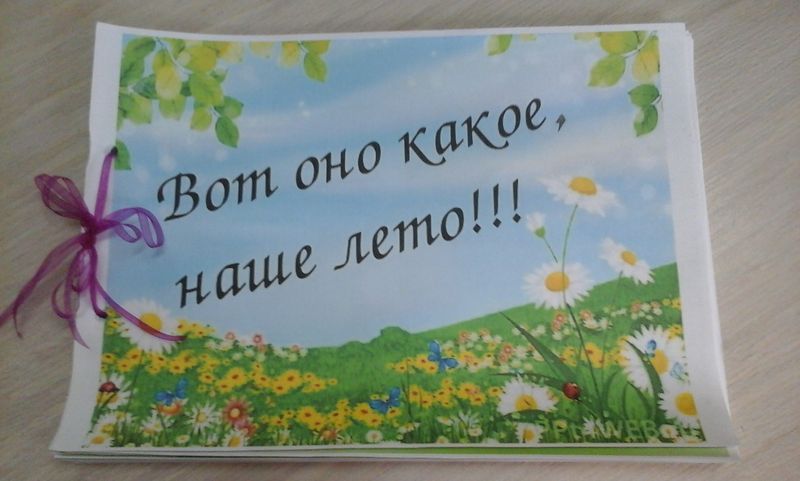 Вот оно какое,
наше лето!!!